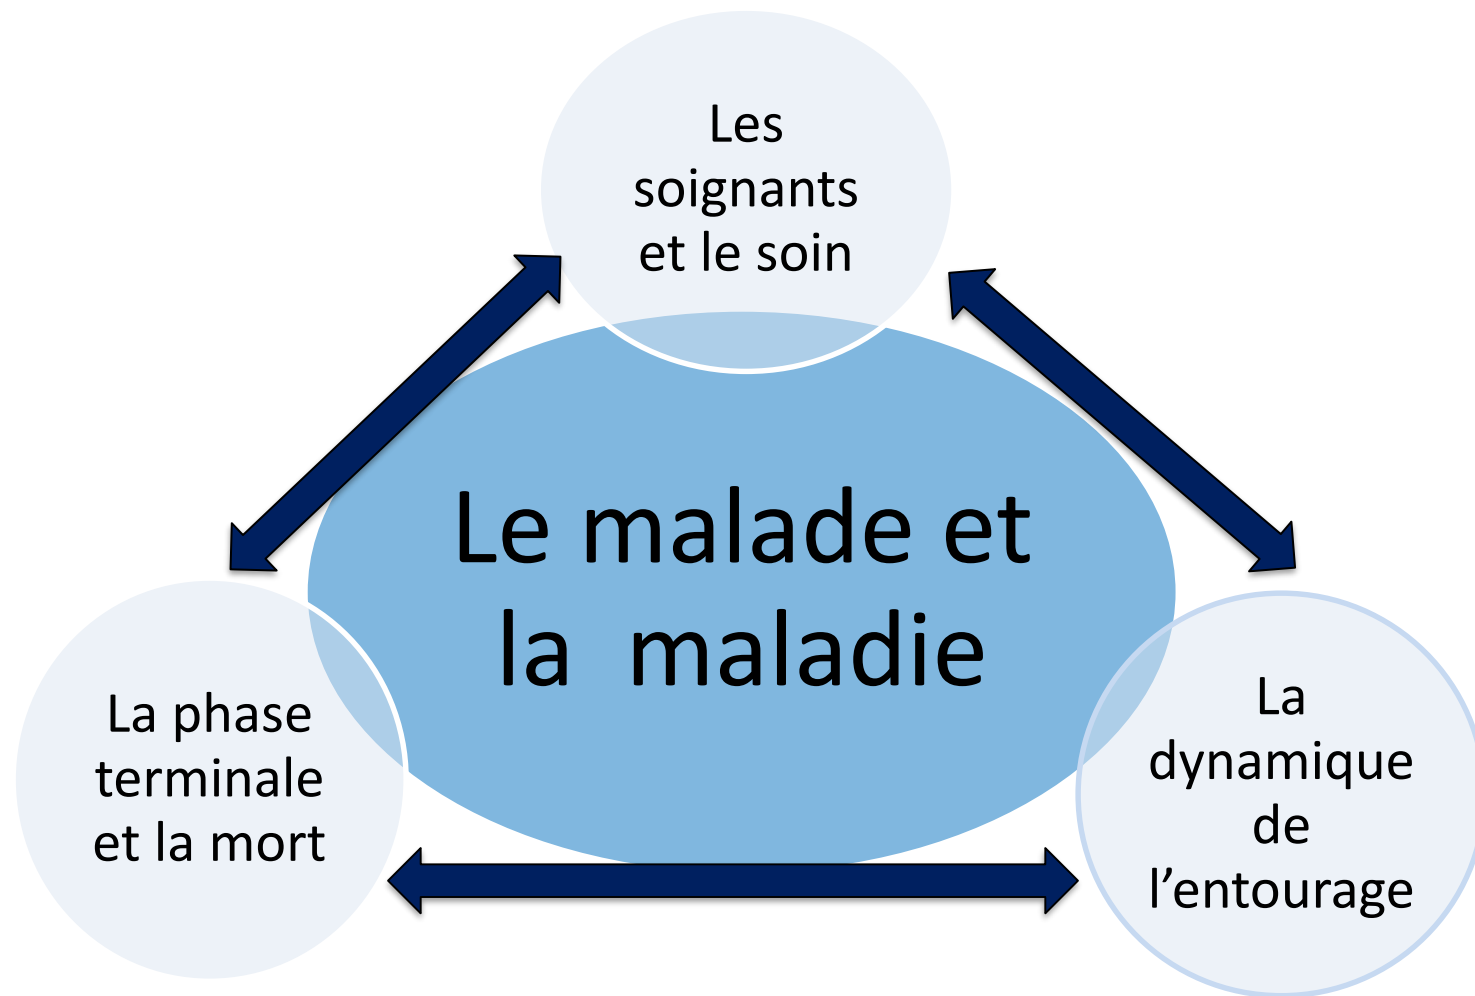 Les
soignants
et le soin
Le malade et
la  maladie
La phase
terminale
et la mort
La
dynamique
de
l’entourage